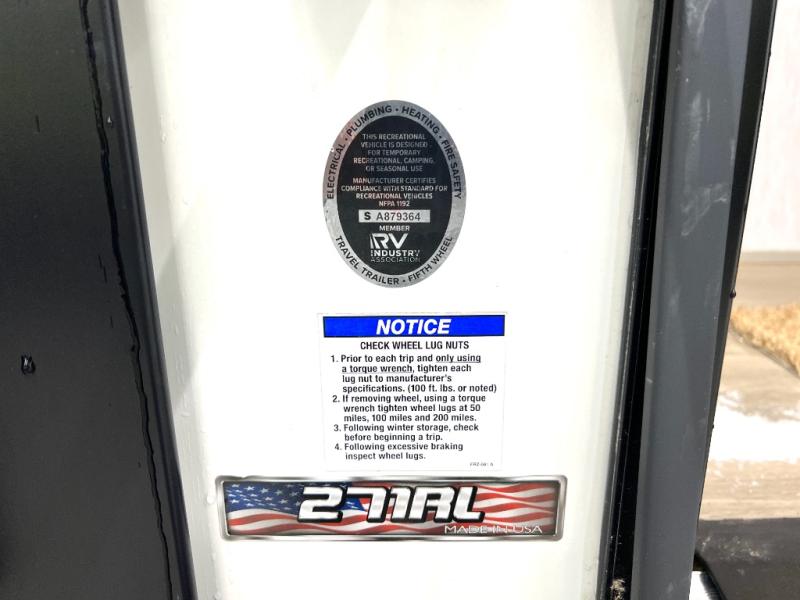 ELECTRICAL · PLUMBING · HEATING · FIRE SAFETY
THIS RECREATIONAL
VEHICLE IS DESIGNED
FOR TEMPORARY
RECREATIONAL, CAMPING,
OR SEASONAL USE
MANUFACTURER CERTIFIES
COMPLIANCE WITH STANDARD FOR
RECREATIONAL VEHICLES
NFPA 1192
S A879364
MEMBER
RV
INDUSTRY
ASSOCIATION
TRAVEL TRAILER · FIFTH WHEEL
NOTICE
CHECK WHEEL LUG NUTS
1. Prior to each trip and only using
a torque wrench, tighten each
lug nut to manufacturer's
specifications. (100 ft. lbs. or noted)
2. If removing wheel, using a torque
wrench tighten wheel lugs at 50
miles, 100 miles and 200 miles.
3. Following winter storage, check
before beginning a trip.
4. Following excessive braking
inspect wheel lugs.
271RL
MADE IN USA